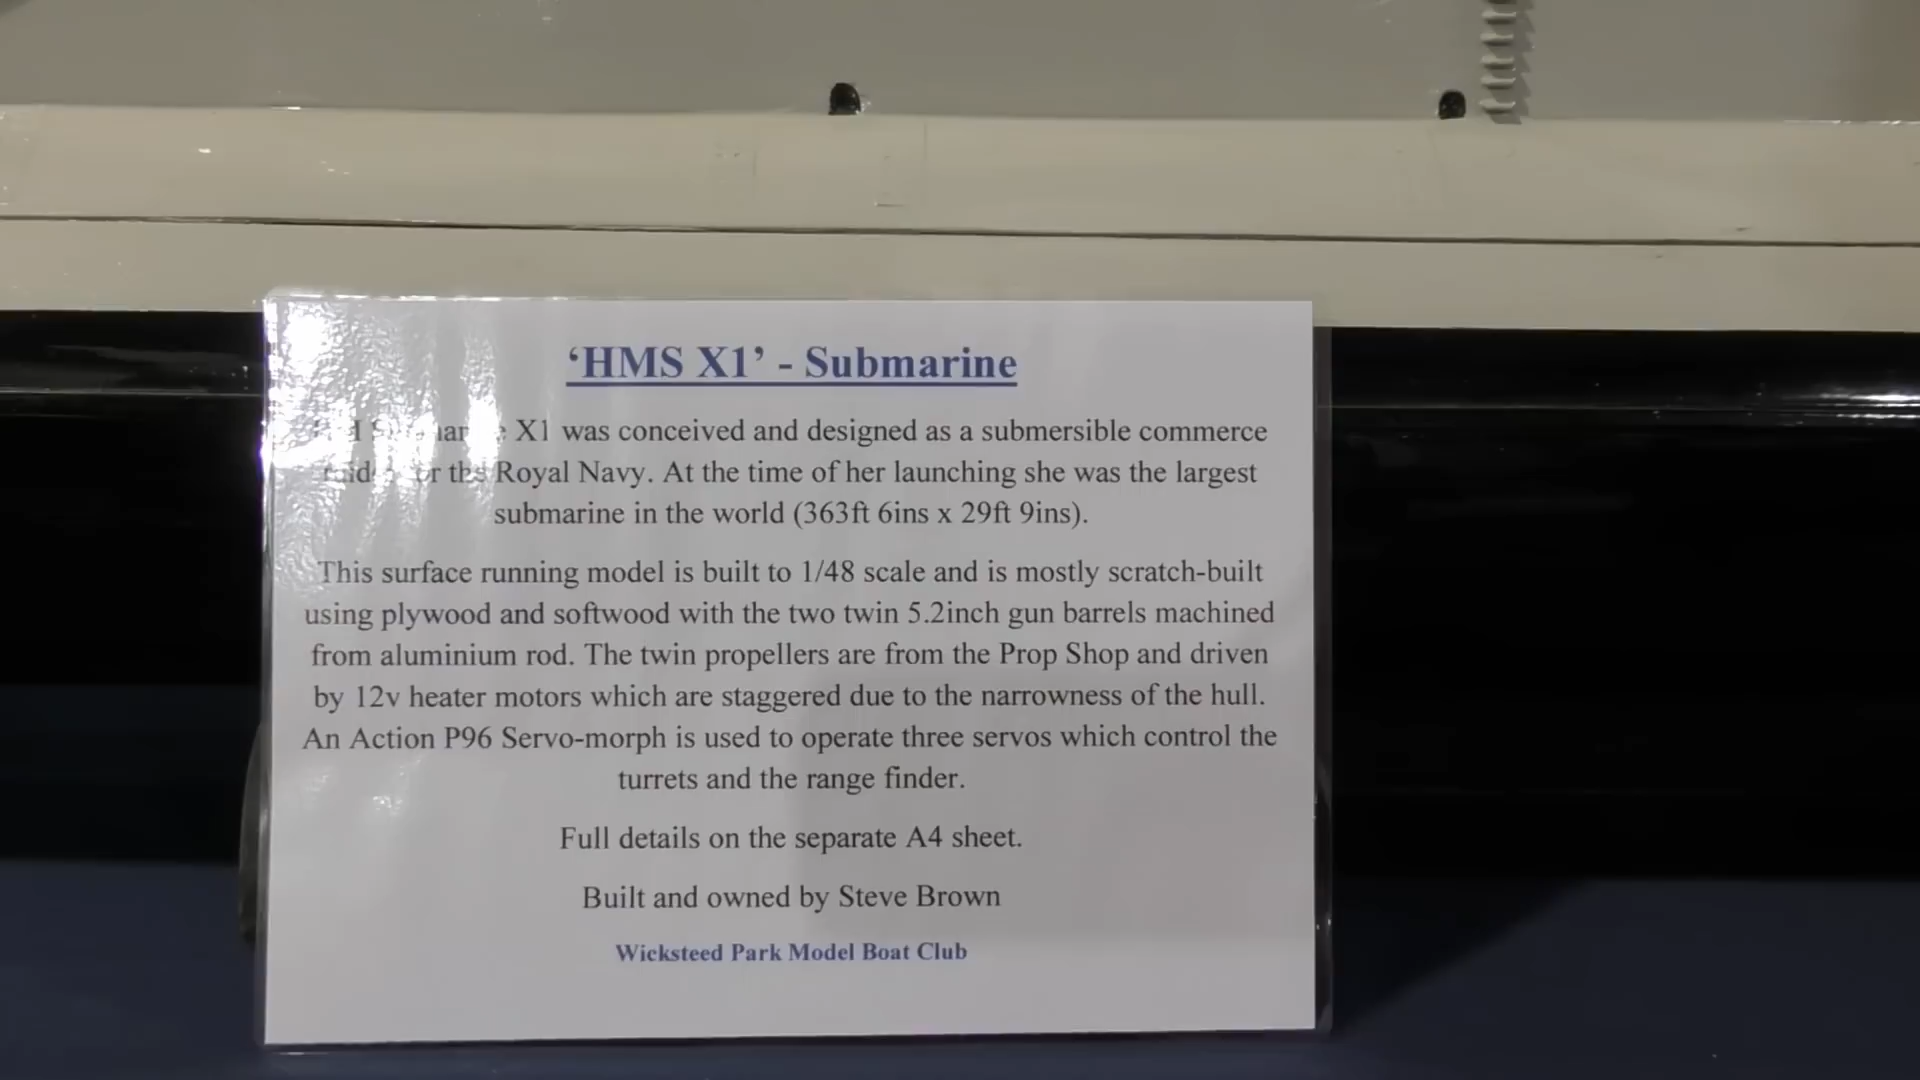 ‘HMS X1’ - Submarine
X1 was conceived and designed as a submersible commerce
the Royal Navy. At the time of her launching she was the largest
submarine in the world (363ft 6ins x 29ft 9ins).
This surface running model is built to 1/48 scale and is mostly scratch-built
using plywood and softwood with the two twin 5.2inch gun barrels machined
from aluminium rod. The twin propellers are from the Prop Shop and driven
by 12v heater motors which are staggered due to the narrowness of the hull.
An Action P96 Servo-morph is used to operate three servos which control the
turrets and the range finder.
Full details on the separate A4 sheet.
Built and owned by Steve Brown
Wicksteed Park Model Boat Club